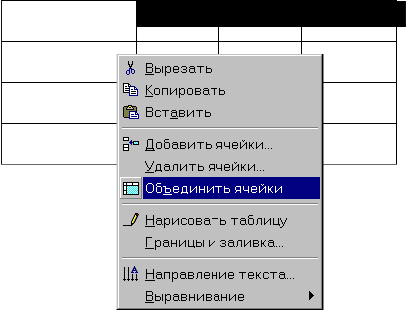 Вырезать
Копировать
Вставить
Добавить ячейки...
Удалить ячейки...
Объединить ячейки
Нарисовать таблицу
Границы и заливка...
Направление текста...
Выравнивание